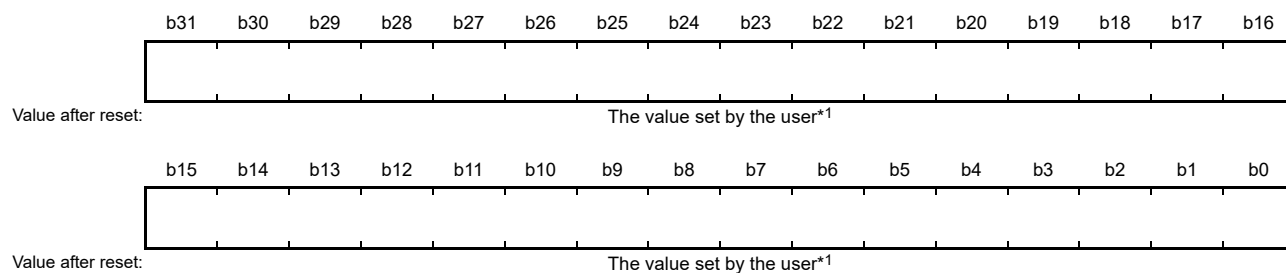 b31 b30 b29 b28 b27 b26 b25 b24 b23 b22 b21 b20 b19 b18 b17 b16
Value after reset: The value set by the user*1
b15 b14 b13 b12 b11 b10 b9 b8 b7 b6 b5 b4 b3 b2 b1 b0
Value after reset: The value set by the user*1